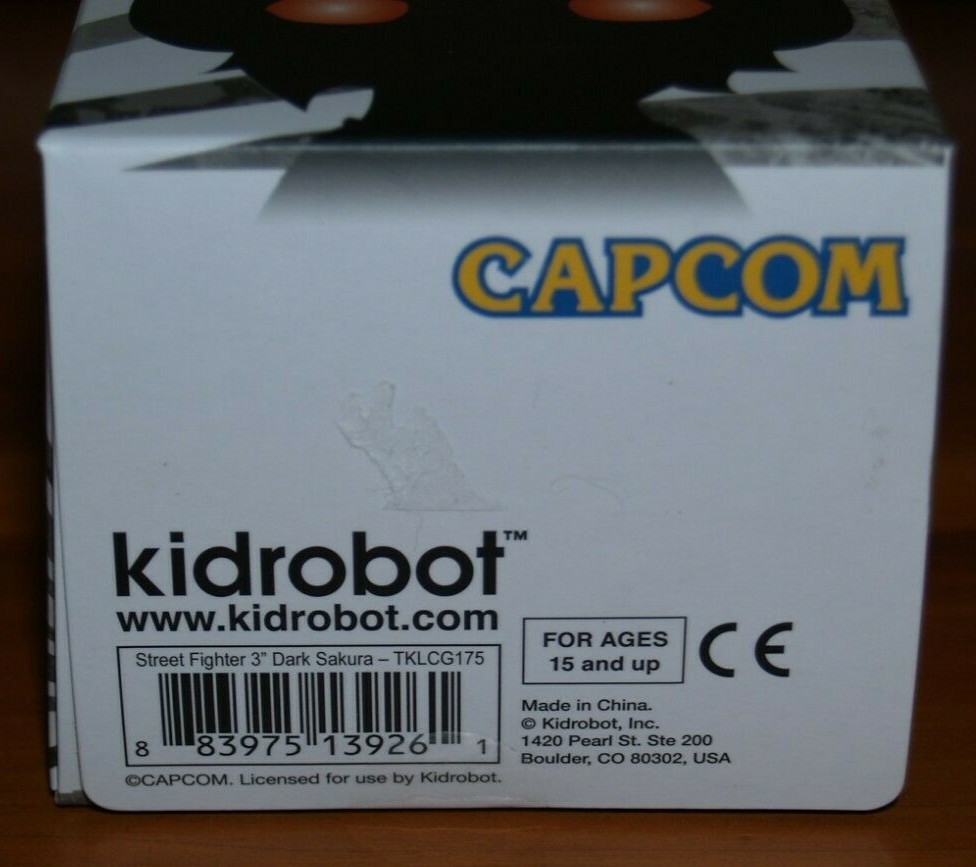 CAPCOM
kidrobot™
www.kidrobot.com
Street Fighter 3” Dark Sakura – TKLCG175
8 83975 13926 1
©CAPCOM. Licensed for use by Kidrobot.
FOR AGES
15 and up
CE
Made in China.
© Kidrobot, Inc.
1420 Pearl St. Ste 200
Boulder, CO 80302, USA